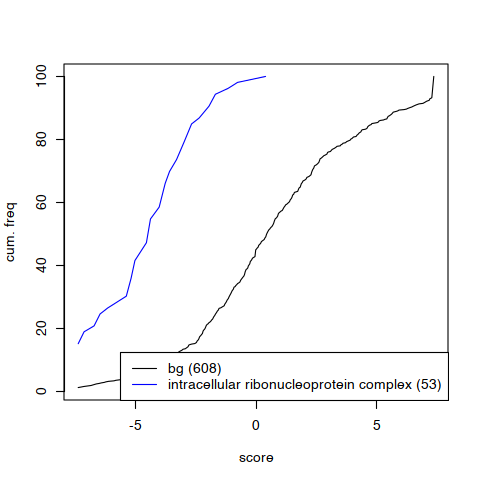 100
80
60
40
20
0
cum. freq
bg (608)
intracellular ribonucleoprotein complex (53)
-5 0 5
score